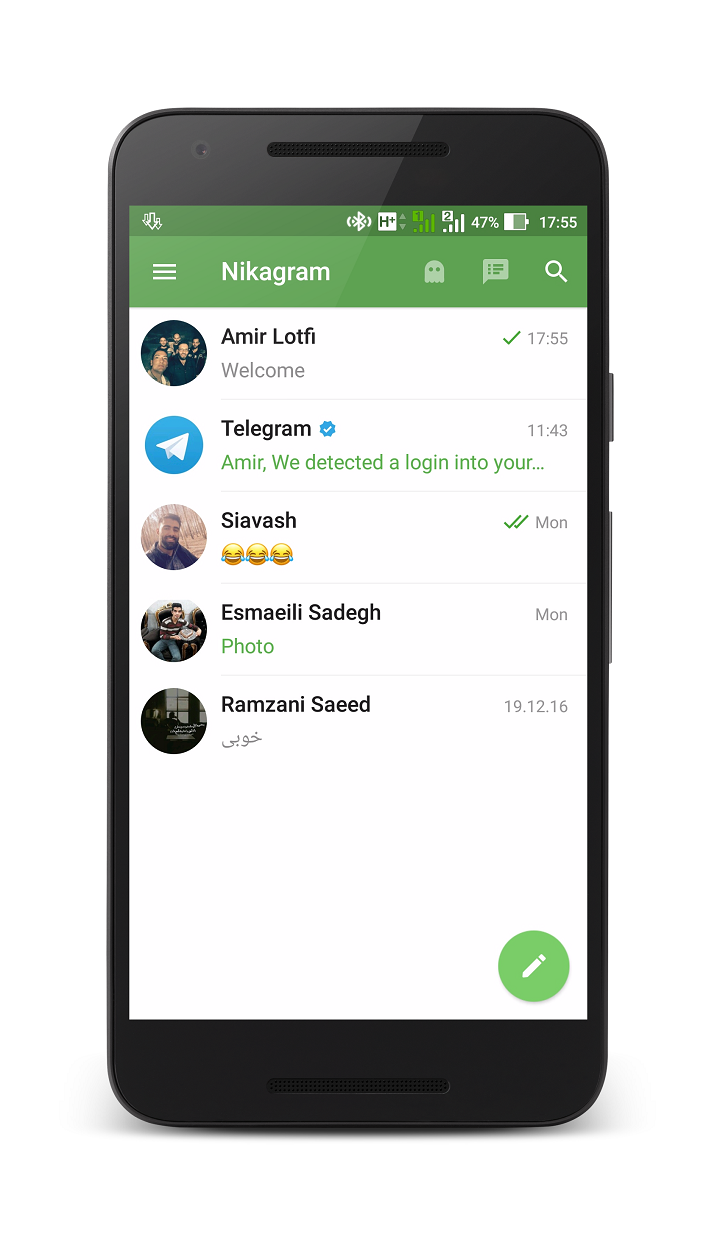 H+ 1 2 47% 17:55
Nikagram
Amir Lotfi 17:55
Welcome
Telegram 11:43
Amir, We detected a login into your…
Siavash Mon
😂😂😂
Esmaeili Sadegh Mon
Photo
Ramzani Saeed 19.12.16
خوبی